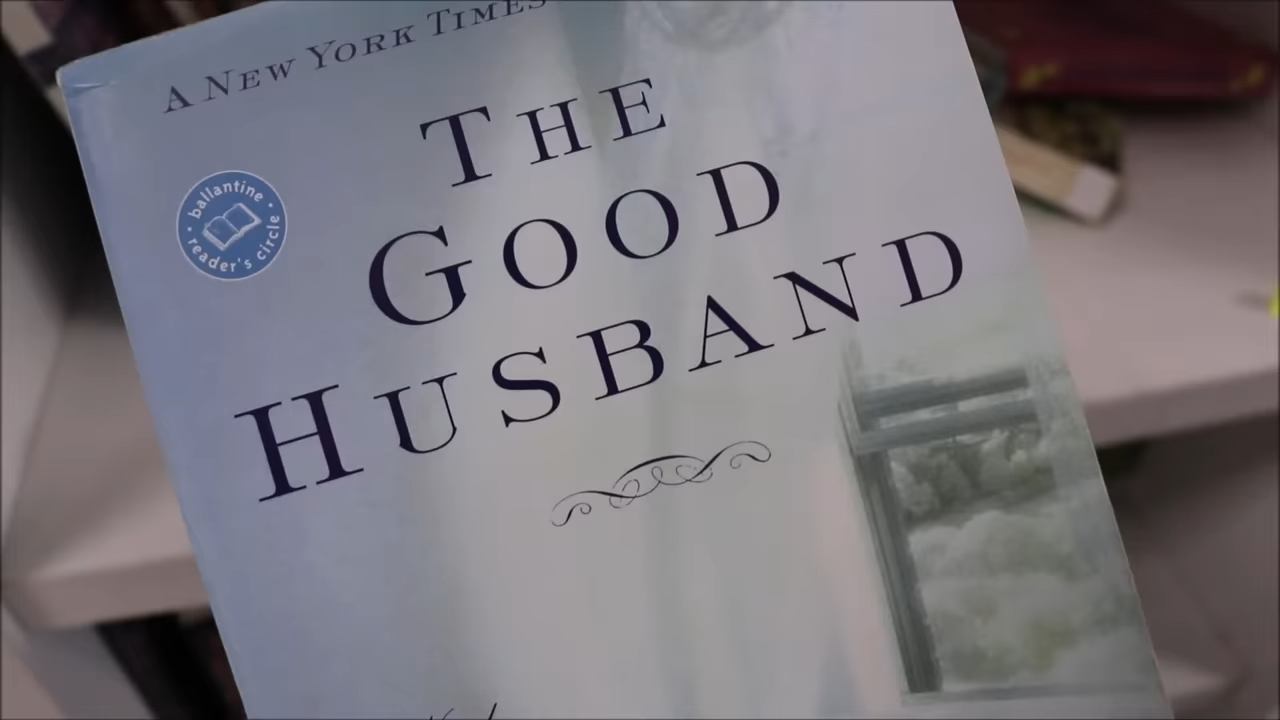 A NEW YORK TIMES
THE
GOOD
HUSBAND
ballantine
reader's circle